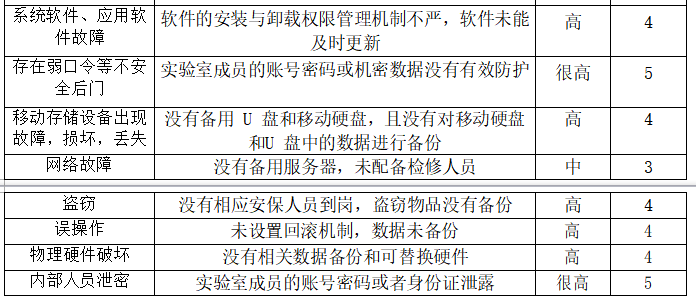 系统软件、应用软件故障 软件的安装与卸载权限管理机制不严，软件未能及时更新 高 4
存在弱口令等不安全后门 实验室成员的账号密码或机密数据没有有效防护 很高 5
移动存储设备出现故障，损坏，丢失 没有备用 U 盘和移动硬盘，且没有对移动硬盘和U 盘中的数据进行备份 高 4
网络故障 没有备用服务器，未配备检修人员 中 3
盗窃 没有相应安保人员到岗，盗窃物品没有备份 高 4
误操作 未设置回滚机制，数据未备份 高 4
物理硬件破坏 没有相关数据备份和可替换硬件 高 4
内部人员泄密 实验室成员的账号密码或者身份证泄露 很高 5